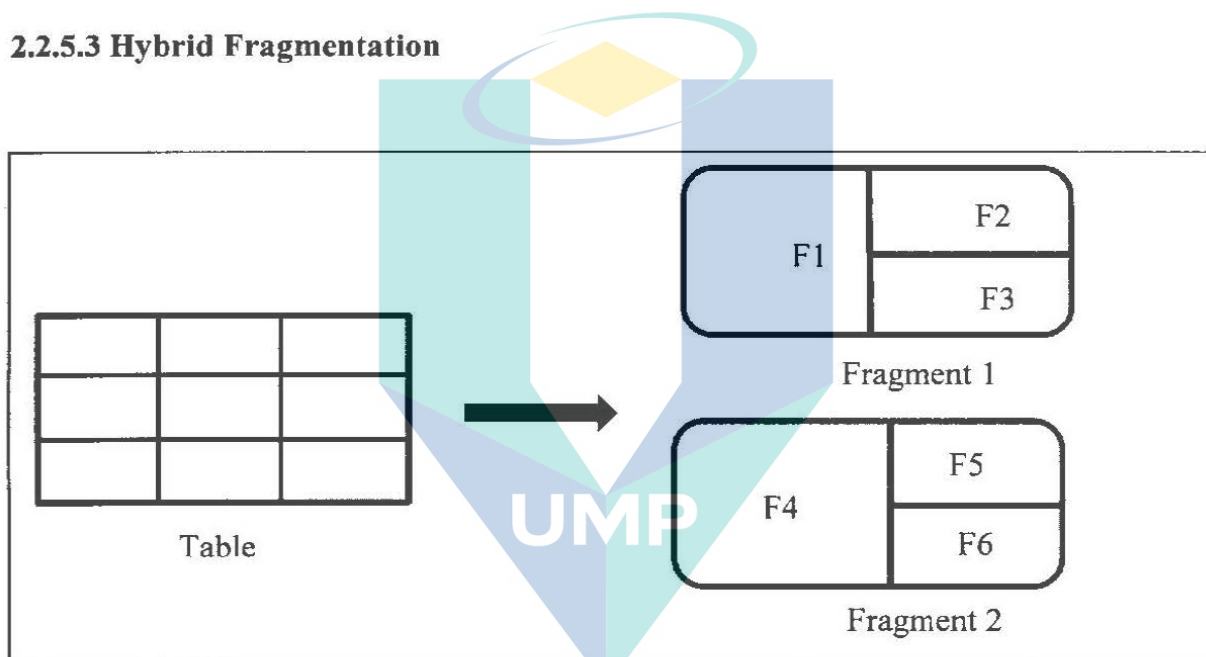 2.2.5.3 Hybrid Fragmentation
F1
F2
F3
Fragment 1
Table
F4
F5
F6
Fragment 2
UMP